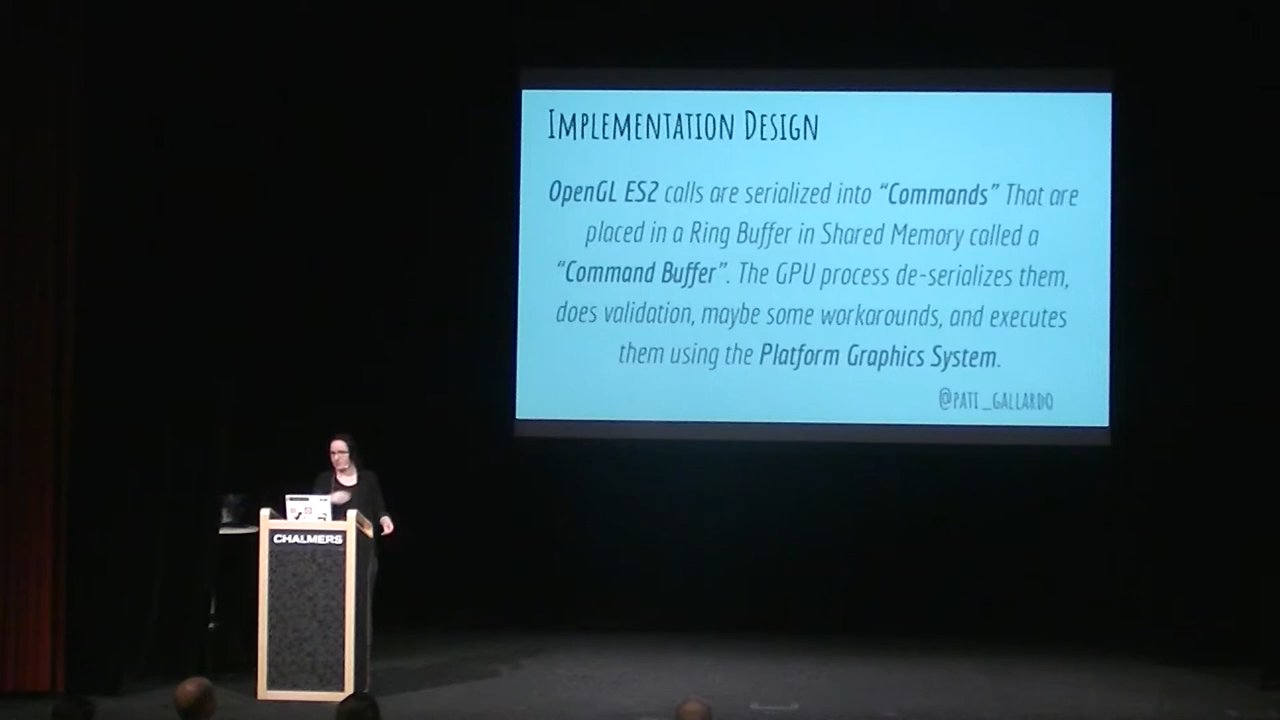 IMPLEMENTATION DESIGN
OpenGL ES2 calls are serialized into “Commands” That are
placed in a Ring Buffer in Shared Memory called a
“Command Buffer”. The GPU process de-serializes them,
does validation, maybe some workarounds, and executes
them using the Platform Graphics System.
@PATI_GALLARDO
CHALMERS